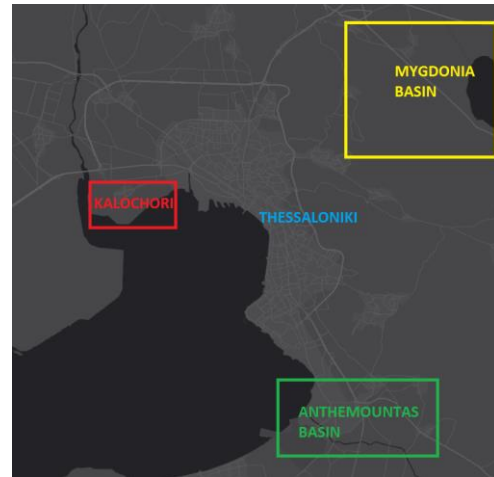 MYGDONIA
BASIN
KALOCHORI
THESSALONIKI
ANTHEMOUNTAS
BASIN